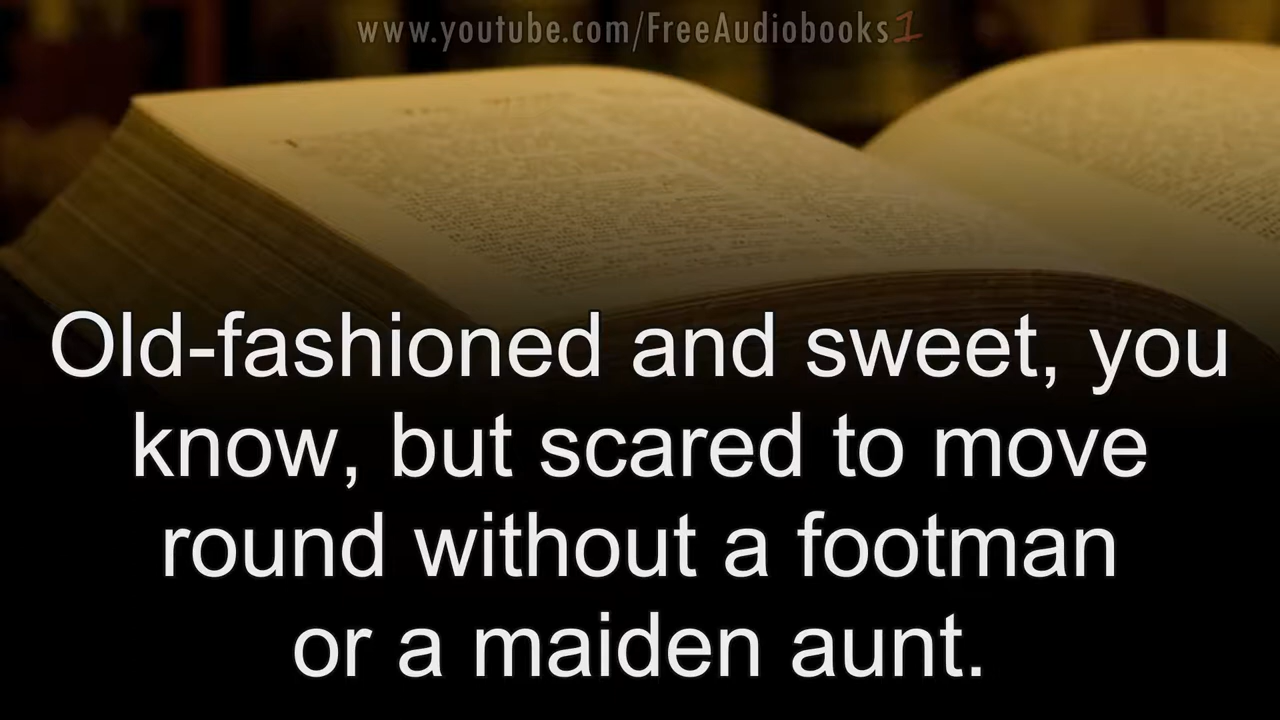 www.youtube.com/FreeAudiobooks1
Old-fashioned and sweet, you
know, but scared to move
round without a footman
or a maiden aunt.